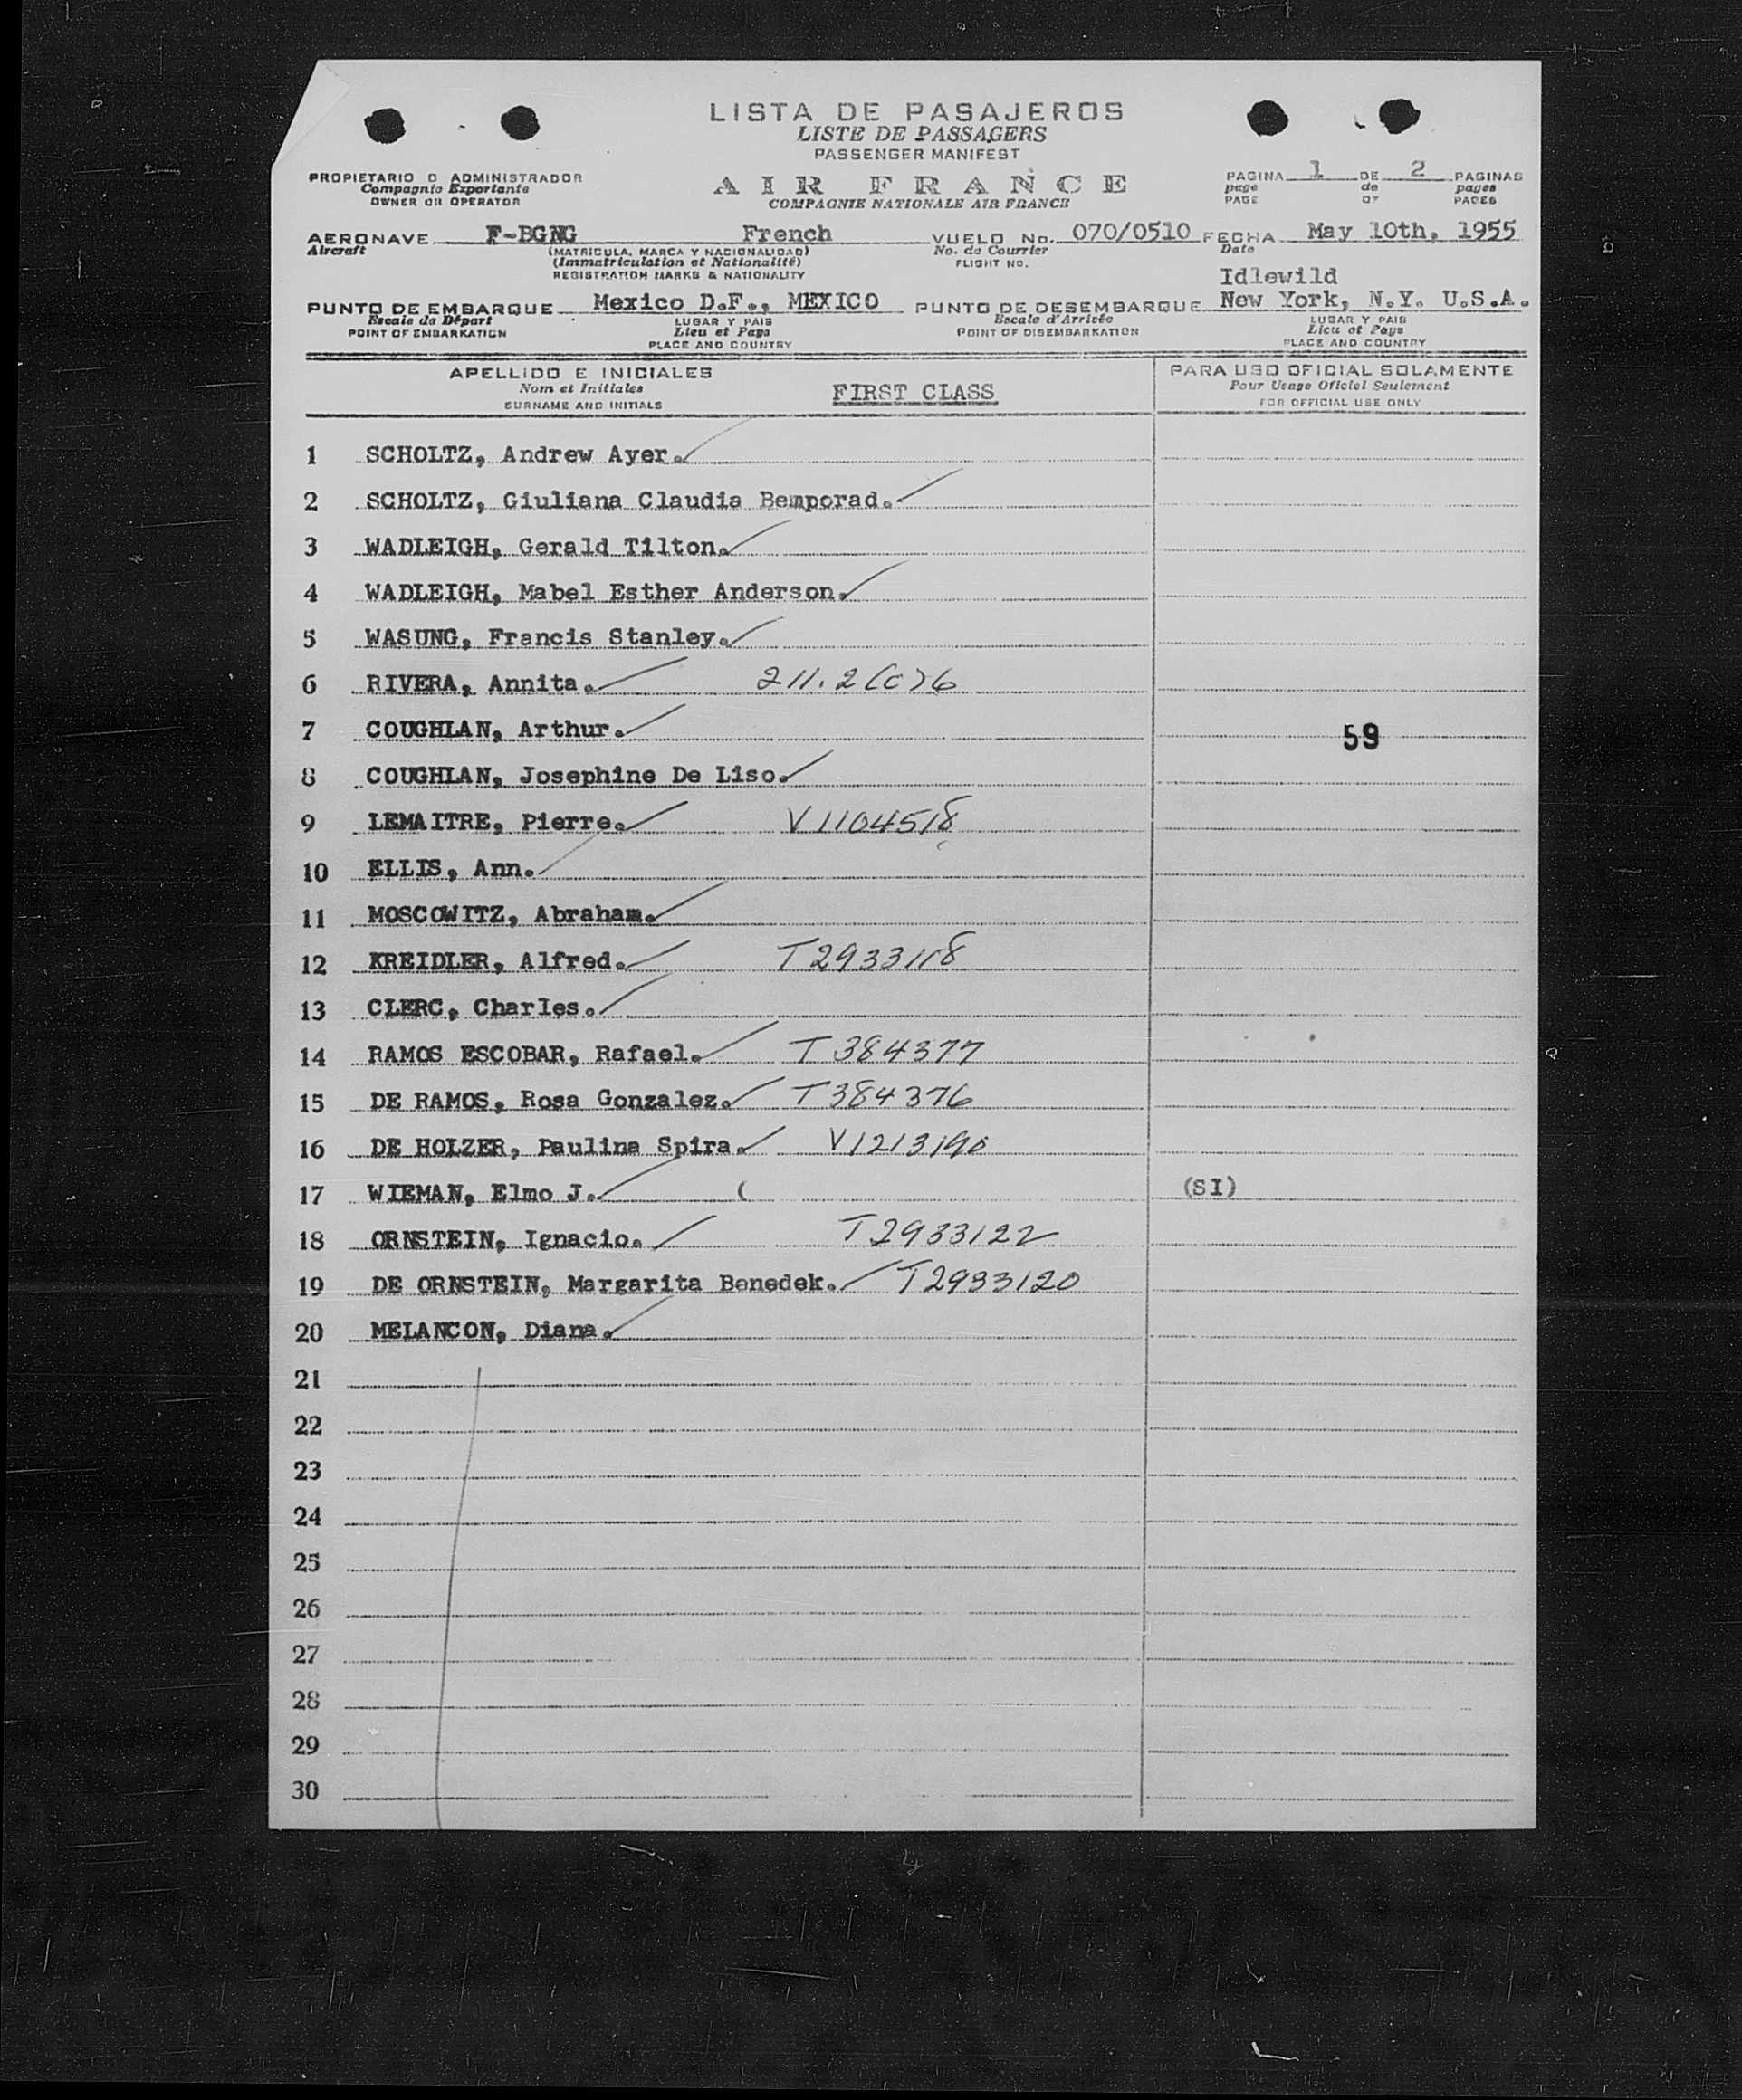 LISTA DE PASAJEROS
LISTE DE PASSAGERS
PASSENGER MANIFEST
PROPIETARIO O ADMINISTRADOR
Compagnie Exportante
OWNER OR OPERATOR
AIR FRANCE
COMPAGNIE NATIONALE AIR FRANCE
PAGINA 1 DE 2 PAGINAS
page de pages
PAGE OF PAGES
AERONAVE F-BGNG French VUELO No. 070/0510 FECHA May 10th, 1955
Aircraft (MATRICULA, MARCA Y NACIONALIDAD) No. de Courrier Date
(Immatriculation et Nationalité) FLIGHT NO.
REGISTRATION MARKS & NATIONALITY
Idlewild
PUNTO DE EMBARQUE Mexico D.F., MEXICO PUNTO DE DESEMBARQUE New York, N.Y. U.S.A.
Escale de Départ LUGAR Y PAIS Escale d'Arrivée LUGAR Y PAIS
POINT OF EMBARKATION Lieu et Pays POINT OF DISEMBARKATION Lieu et Pays
PLACE AND COUNTRY PLACE AND COUNTRY
APELLIDO E INICIALES PARA USO OFICIAL SOLAMENTE
Nom et Initiales FIRST CLASS Pour Usage Oficiel Seulement
SURNAME AND INITIALS FOR OFFICIAL USE ONLY
1 SCHOLTZ, Andrew Ayer.
2 SCHOLTZ, Giuliana Claudia Bemporad.
3 WADLEIGH, Gerald Tilton.
4 WADLEIGH, Mabel Esther Anderson.
5 WASUNG, Francis Stanley.
6 RIVERA, Annita. 211.2(c)6
7 COUGHLAN, Arthur. 59
8 COUGHLAN, Josephine De Liso.
9 LEMAITRE, Pierre. V1104518
10 ELLIS, Ann.
11 MOSCOWITZ, Abraham.
12 KREIDLER, Alfred. T2933118
13 CLERC, Charles.
14 RAMOS ESCOBAR, Rafael. T384377
15 DE RAMOS, Rosa Gonzalez. T384376
16 DE HOLZER, Paulina Spira. V1213190
17 WIEMAN, Elmo J. ( (SI)
18 ORNSTEIN, Ignacio. T2933122
19 DE ORNSTEIN, Margarita Benedek. T2933120
20 MELANCON, Diana.
21
22
23
24
25
26
27
28
29
30